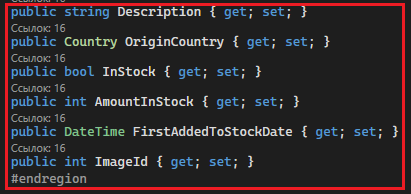 public string Description { get; set; }
Ссылок: 16
public Country OriginCountry { get; set; }
Ссылок: 16
public bool InStock { get; set; }
Ссылок: 16
public int AmountInStock { get; set; }
Ссылок: 16
public DateTime FirstAddedToStockDate { get; set; }
Ссылок: 16
public int ImageId { get; set; }
#endregion